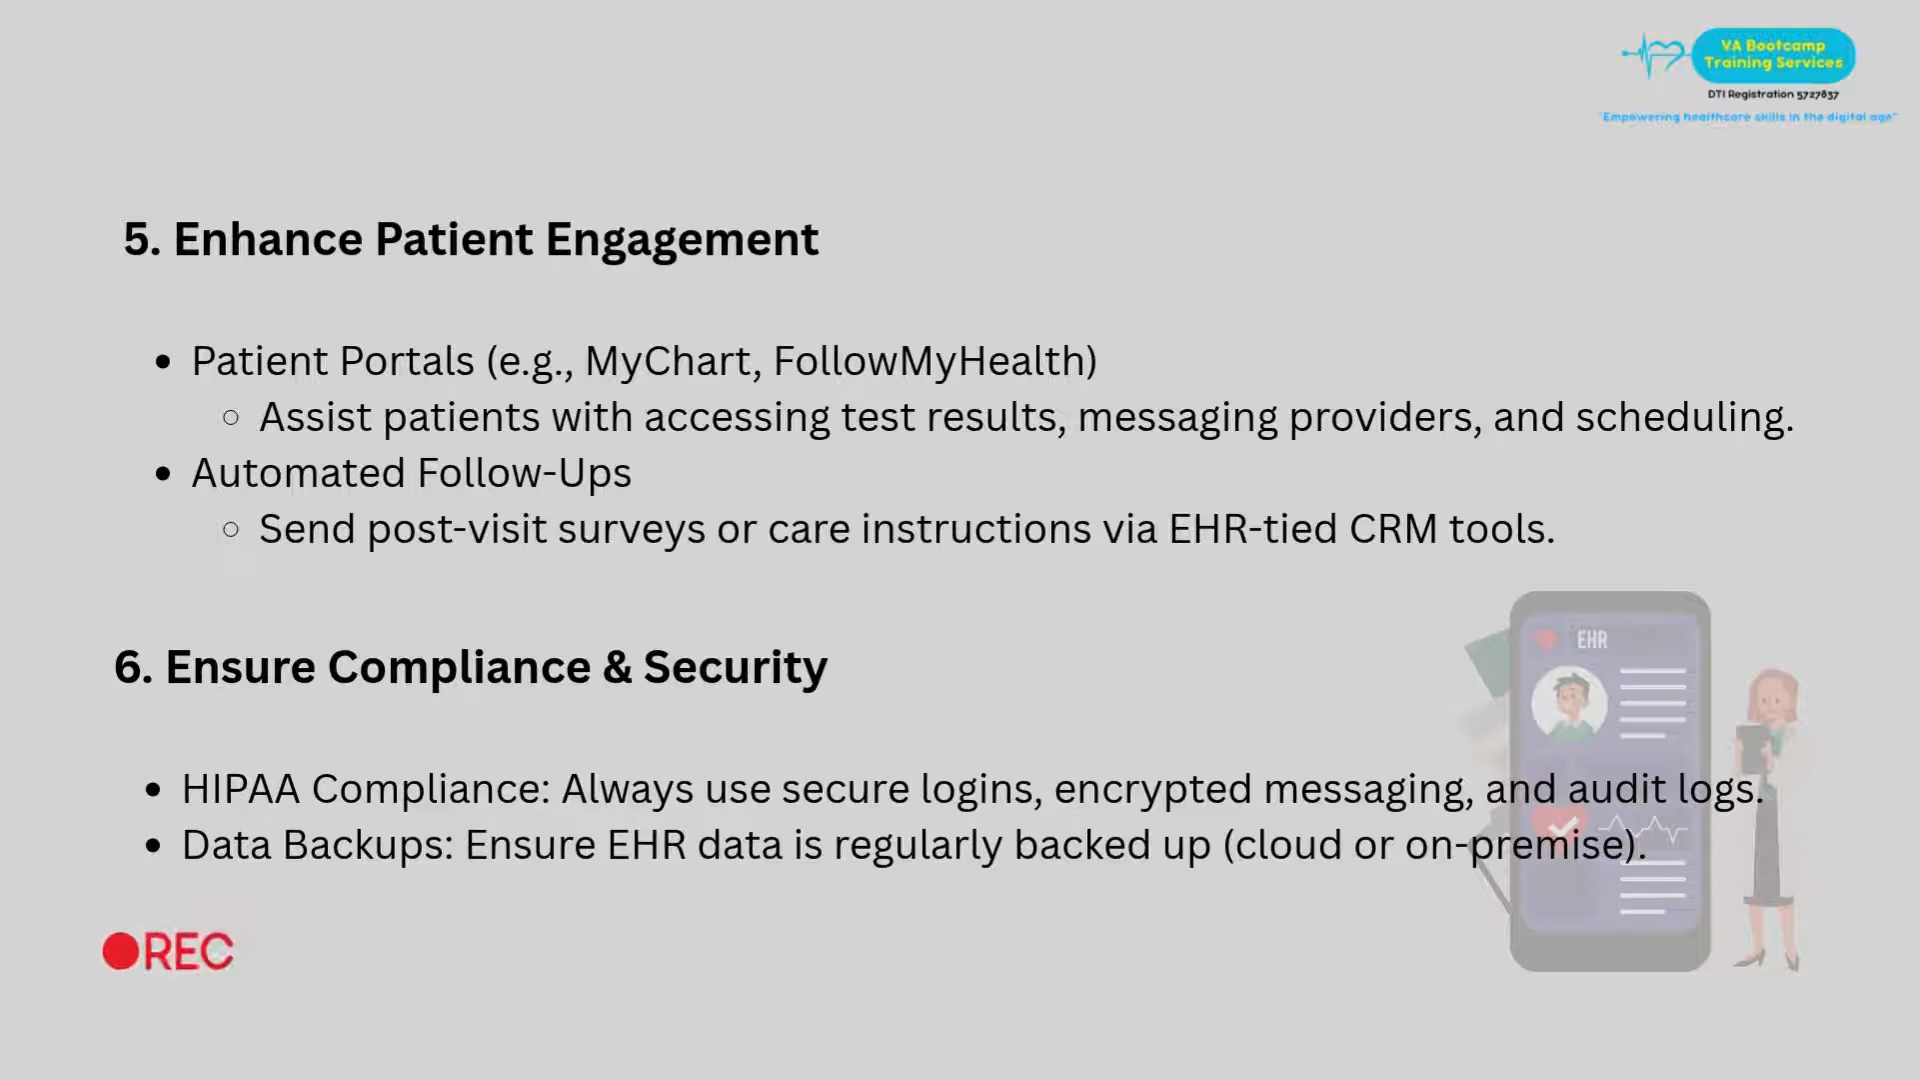 VA Bootcamp
Training Services
DTI Registration 5727837
"Empowering healthcare skills in the digital age"
5. Enhance Patient Engagement
• Patient Portals (e.g., MyChart, FollowMyHealth)
○ Assist patients with accessing test results, messaging providers, and scheduling.
• Automated Follow-Ups
○ Send post-visit surveys or care instructions via EHR-tied CRM tools.
EHR
6. Ensure Compliance & Security
• HIPAA Compliance: Always use secure logins, encrypted messaging, and audit logs.
• Data Backups: Ensure EHR data is regularly backed up (cloud or on-premise).
REC